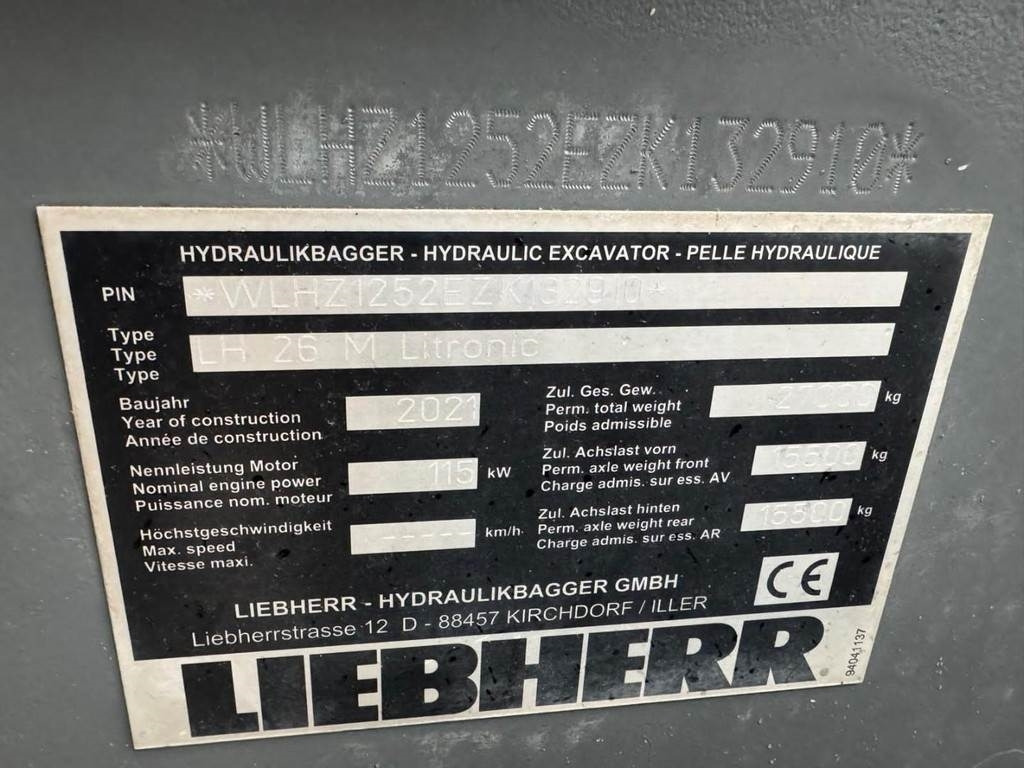 *WLHZ1252EZK132910*
HYDRAULIKBAGGER - HYDRAULIC EXCAVATOR - PELLE HYDRAULIQUE
PIN *WLHZ1252EZK132910*
Type
Type LH 26 M Litronic
Type
Baujahr
Year of construction 2021
Année de construction
Nennleistung Motor
Nominal engine power 115 kW
Puissance nom. moteur
Höchstgeschwindigkeit
Max. speed ----- km/h
Vitesse maxi.
Zul. Ges. Gew.
Perm. total weight kg
Poids admissible
Zul. Achslast vorn
Perm. axle weight front 15500 kg
Charge admis. sur ess. AV
Zul. Achslast hinten
Perm. axle weight rear 15500 kg
Charge admis. sur ess. AR
CE
LIEBHERR - HYDRAULIKBAGGER GMBH
Liebherrstrasse 12 D - 88457 KIRCHDORF / ILLER
LIEBHERR
94041137